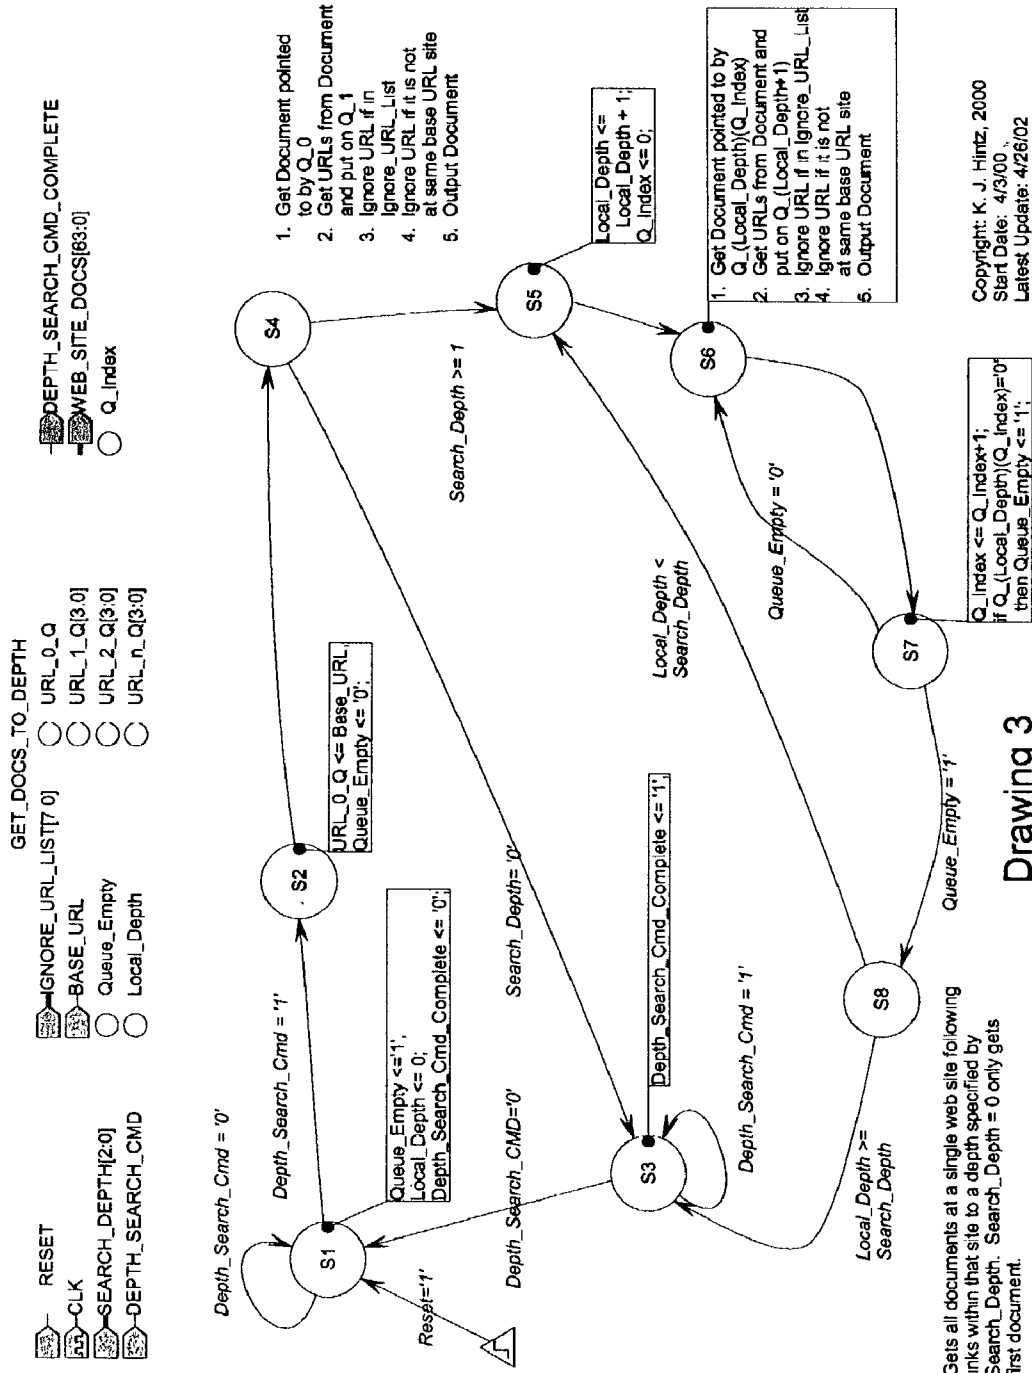 GET_DOCS_TO_DEPTH
RESET
CLK
SEARCH_DEPTH[2:0]
DEPTH_SEARCH_CMD
IGNORE_URL_LIST[7 0]
BASE_URL
Queue_Empty
Local_Depth
URL_0_Q
URL_1_Q[3:0]
URL_2_Q[3:0]
URL_n_Q[3:0]
DEPTH_SEARCH_CMD_COMPLETE
WEB_SITE_DOCS[63:0]
Q_Index
Depth_Search_Cmd = '0'
S1
Reset='1'
Queue_Empty <='1';
Local_Depth <= 0;
Depth_Search_Cmd_Complete <= '0';
Depth_Search_Cmd = '1'
S2
URL_0_Q <= Base_URL,
Queue_Empty <= '0';
S4
1. Get Document pointed
to by Q_0
2. Get URLs from Document
and put on Q_1
3. Ignore URL if in
Ignore_URL_List
4. Ignore URL if it is not
at same base URL site
5. Output Document
Search_Depth= '0'
Search_Depth >= 1
Depth_Search_CMD='0'
S5
Local_Depth <=
Local_Depth + 1;
Q_Index <= 0;
S3
Depth_Search_Cmd_Complete <= '1',
Depth_Search_Cmd = '1'
Local_Depth <
Search_Depth
S6
1. Get Document pointed to by
Q_(Local_Depth)(Q_Index)
2. Get URLs from Document and
put on Q_(Local_Depth+1)
3. Ignore URL if in Ignore_URL_List
4. Ignore URL if it is not
at same base URL site
5. Output Document
Queue_Empty = '0'
Local_Depth >=
Search_Depth
S8
S7
Q_Index <= Q_Index+1;
if Q_(Local_Depth)(Q_Index)='0'
then Queue_Empty <= '1';
Queue_Empty = '1'
Gets all documents at a single web site following
inks within that site to a depth specified by
Search_Depth. Search_Depth = 0 only gets
first document.
Drawing 3
Copyright: K. J. Hintz, 2000
Start Date: 4/3/00
Latest Update: 4/26/02